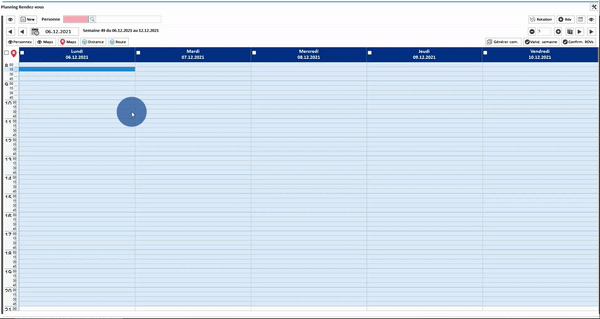 Planning Rendez-vous
New Personne Rotation Rdv
06.12.2021 Semaine 49 du 06.12.2021 au 12.12.2021 1
Personnes Maps Maps Distance Route Générer com. Valid. semaine Confirm. RDVs
Lundi Mardi Mercredi Jeudi Vendredi
06.12.2021 07.12.2021 08.12.2021 09.12.2021 10.12.2021
8
9
10
11
12
13
14
15
16
17
18
19
20
21